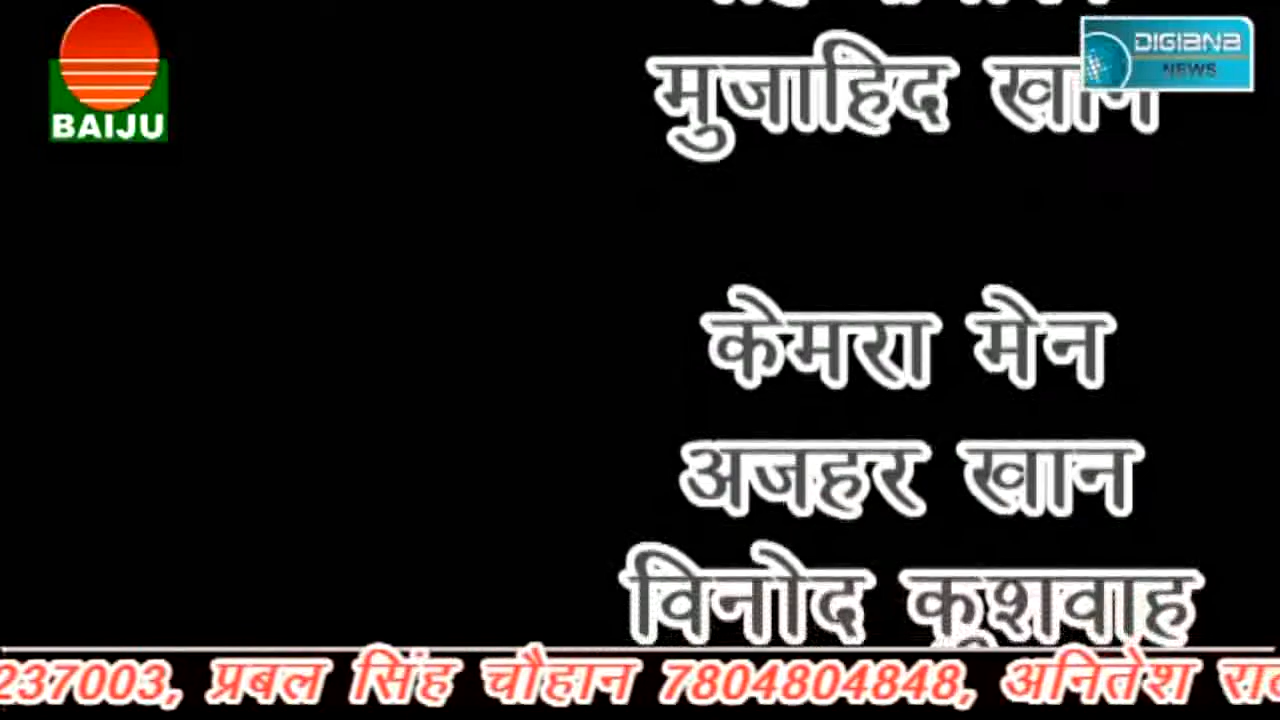 BAIJU
DIGIANA
NEWS
मुजाहिद खान
केमरा मेन
अजहर खान
विनोद कुशवाह
237003, प्रबल सिंह चौहान 7804804848, अनितेश